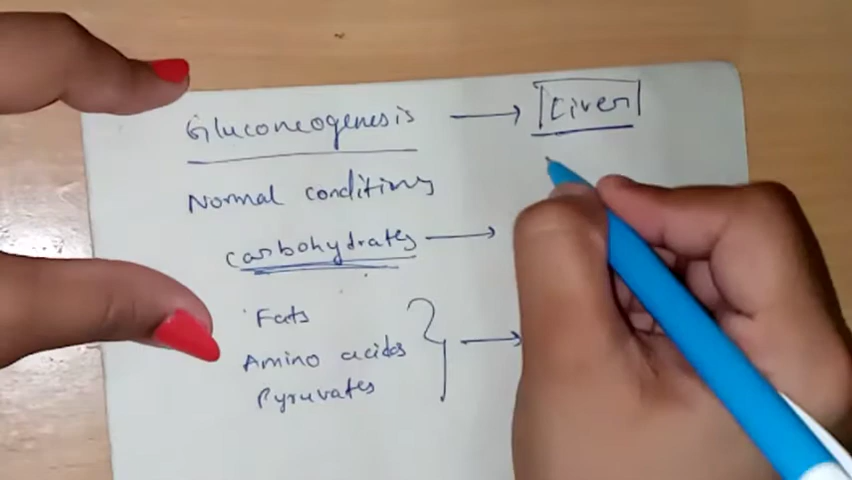 Gluconeogenesis → Liver
Normal conditions
Carbohydrates →
Fats
Amino acids
Pyruvates